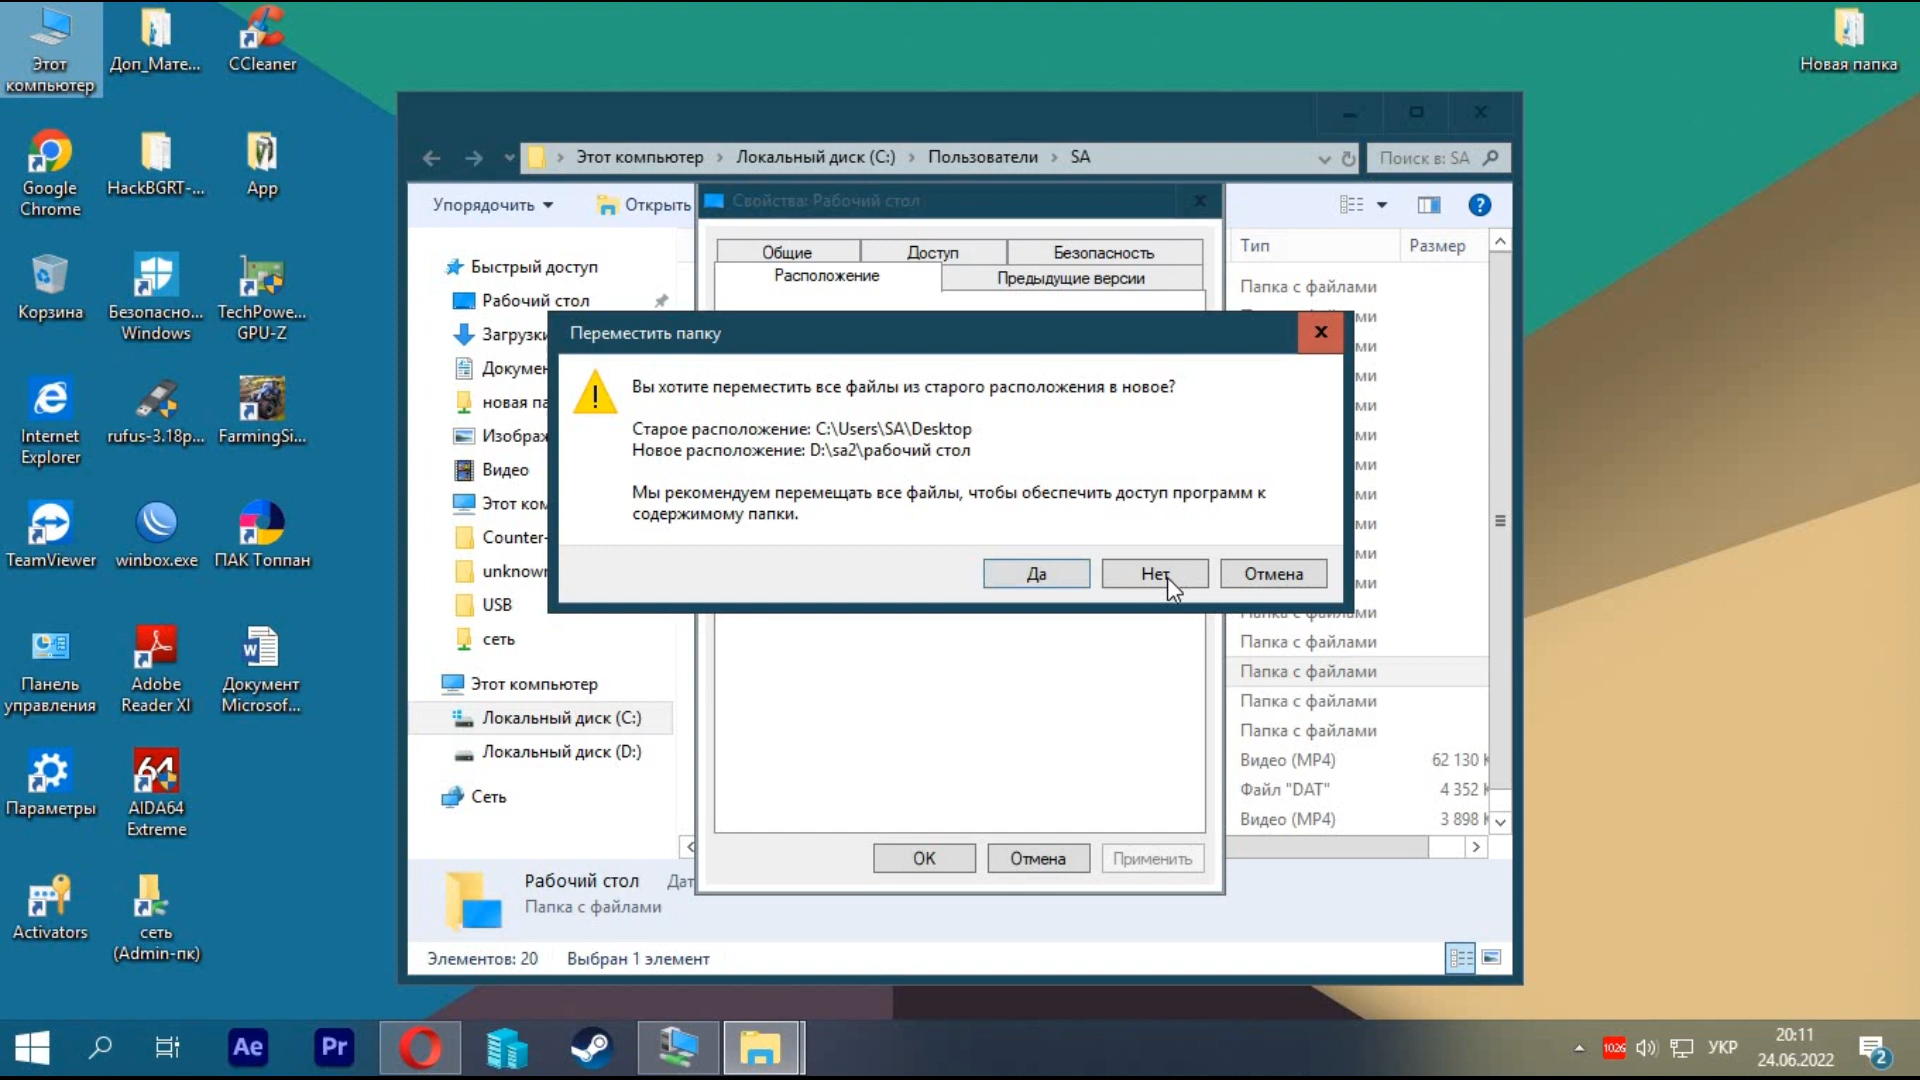 Этот
компьютер
Доп_Мате...
CCleaner
Новая папка
Google
Chrome
HackBGRT-...
App
Корзина
Безопасно...
Windows
TechPowe...
GPU-Z
Internet
Explorer
rufus-3.18p...
FarmingSi...
TeamViewer
winbox.exe
ПАК Топпан
Панель
управления
Adobe
Reader XI
Документ
Microsof...
Параметры
64
AIDA64
Extreme
Activators
сеть
(Admin-пк)
Этот компьютер
Локальный диск (C:)
Пользователи
SA
Поиск в: SA
Упорядочить
Открыть
Свойства: Рабочий стол
Общие
Доступ
Безопасность
Расположение
Предыдущие версии
Тип
Размер
Быстрый доступ
Рабочий стол
Загрузки
Докумен
новая па
Изображ
Видео
Этот ком
Counter-
unknown
USB
сеть
Этот компьютер
Локальный диск (C:)
Локальный диск (D:)
Сеть
Переместить папку
Вы хотите переместить все файлы из старого расположения в новое?
Старое расположение: C:\Users\SA\Desktop
Новое расположение: D:\sa2\рабочий стол
Мы рекомендуем перемещать все файлы, чтобы обеспечить доступ программ к
содержимому папки.
Да
Нет
Отмена
Папка с файлами
ми
ми
ми
ми
ми
ми
ми
ми
ми
ми
Папка с файлами
Папка с файлами
Папка с файлами
Папка с файлами
Папка с файлами
Видео (MP4)
62 130 К
Файл "DAT"
4 352 К
Видео (MP4)
3 898 К
OK
Отмена
Применить
Рабочий стол
Дат
Папка с файлами
Элементов: 20
Выбран 1 элемент
Ae
Pr
1026
УКР
20:11
24.06.2022
2